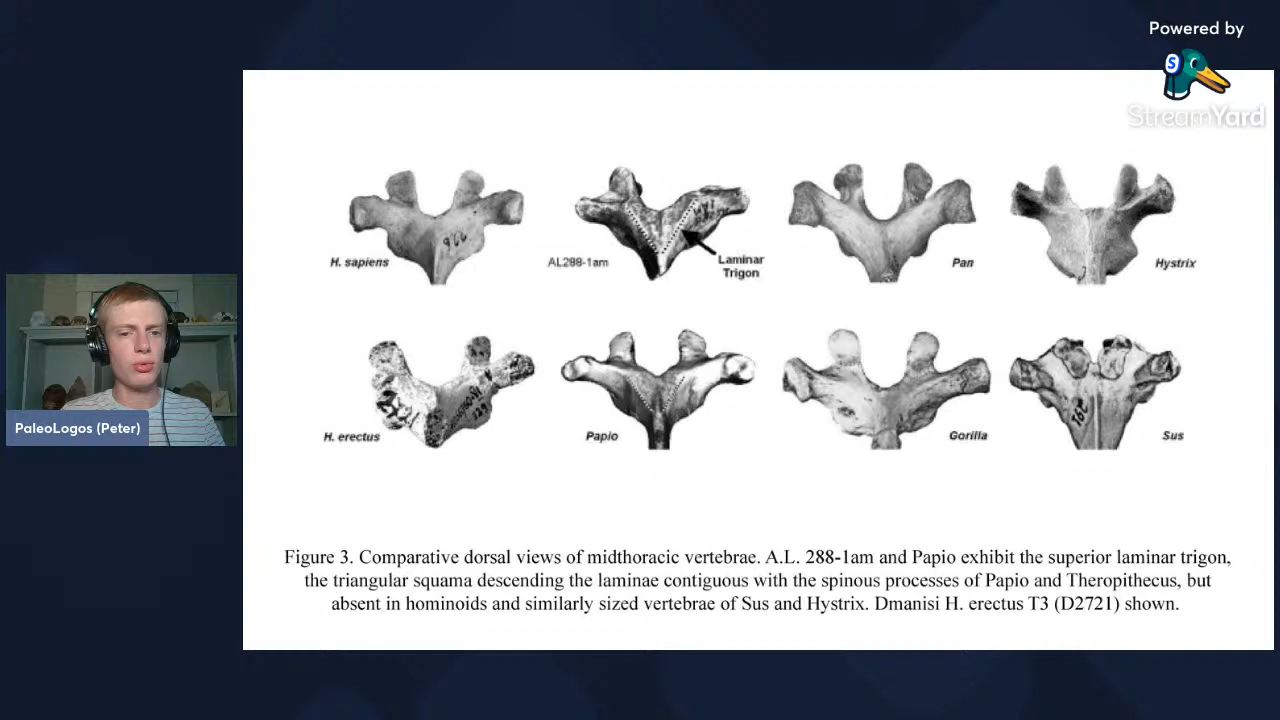 Powered by
S
StreamYard
H. sapiens
AL288-1am
Laminar
Trigon
Pan
Hystrix
H. erectus
Papio
Gorilla
Sus
PaleoLogos (Peter)
Figure 3. Comparative dorsal views of midthoracic vertebrae. A.L. 288-1am and Papio exhibit the superior laminar trigon,
the triangular squama descending the laminae contiguous with the spinous processes of Papio and Theropithecus, but
absent in hominoids and similarly sized vertebrae of Sus and Hystrix. Dmanisi H. erectus T3 (D2721) shown.